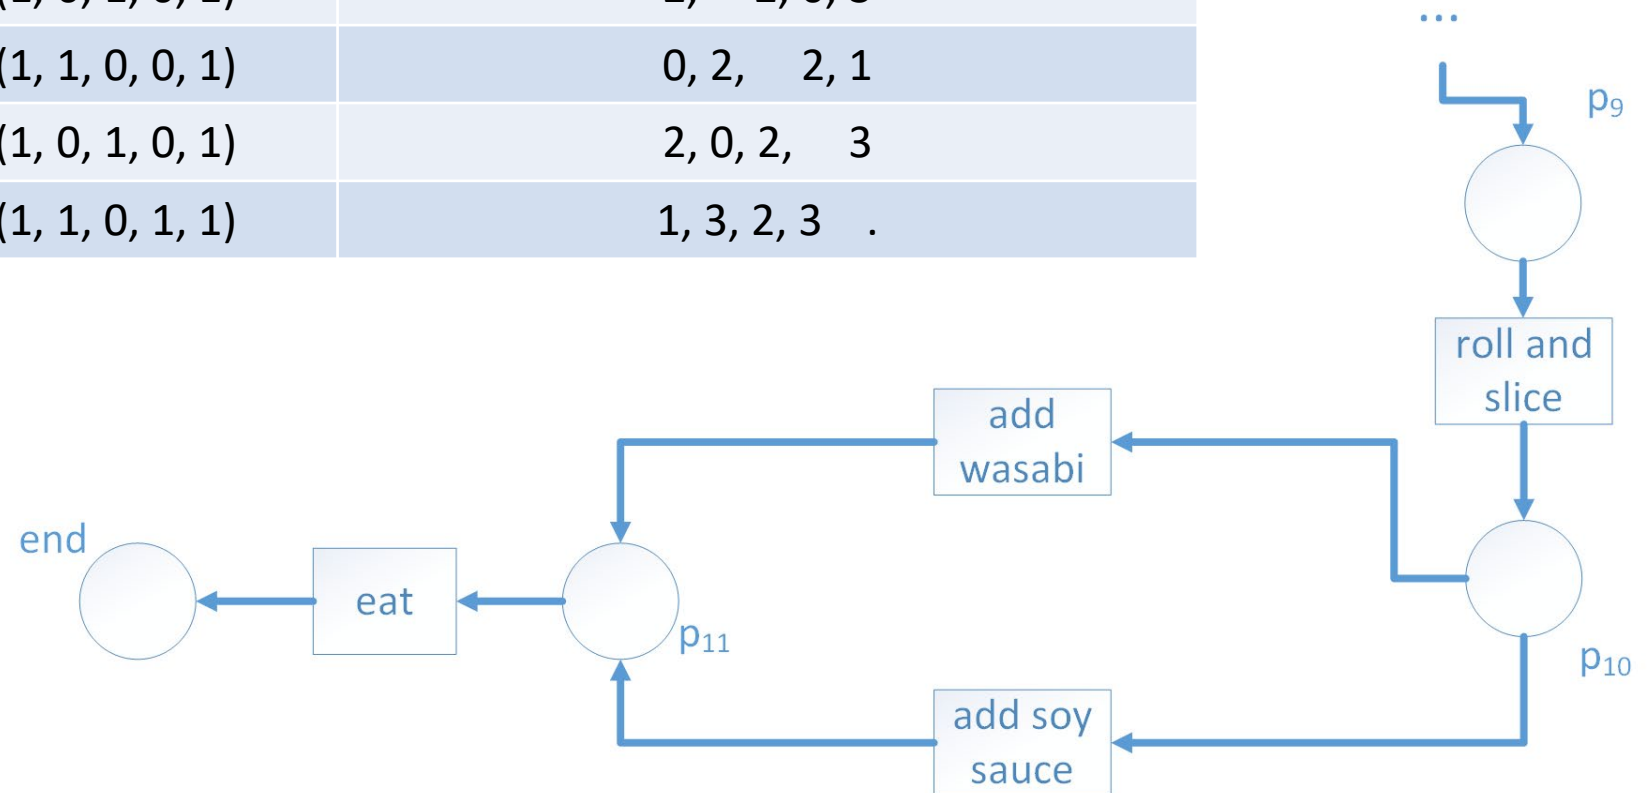 ...
(1, 1, 0, 0, 1) 0, 2, 2, 1
(1, 0, 1, 0, 1) 2, 0, 2, 3
(1, 1, 0, 1, 1) 1, 3, 2, 3 .
p9
roll and
slice
add
wasabi
end
eat
p11
p10
add soy
sauce